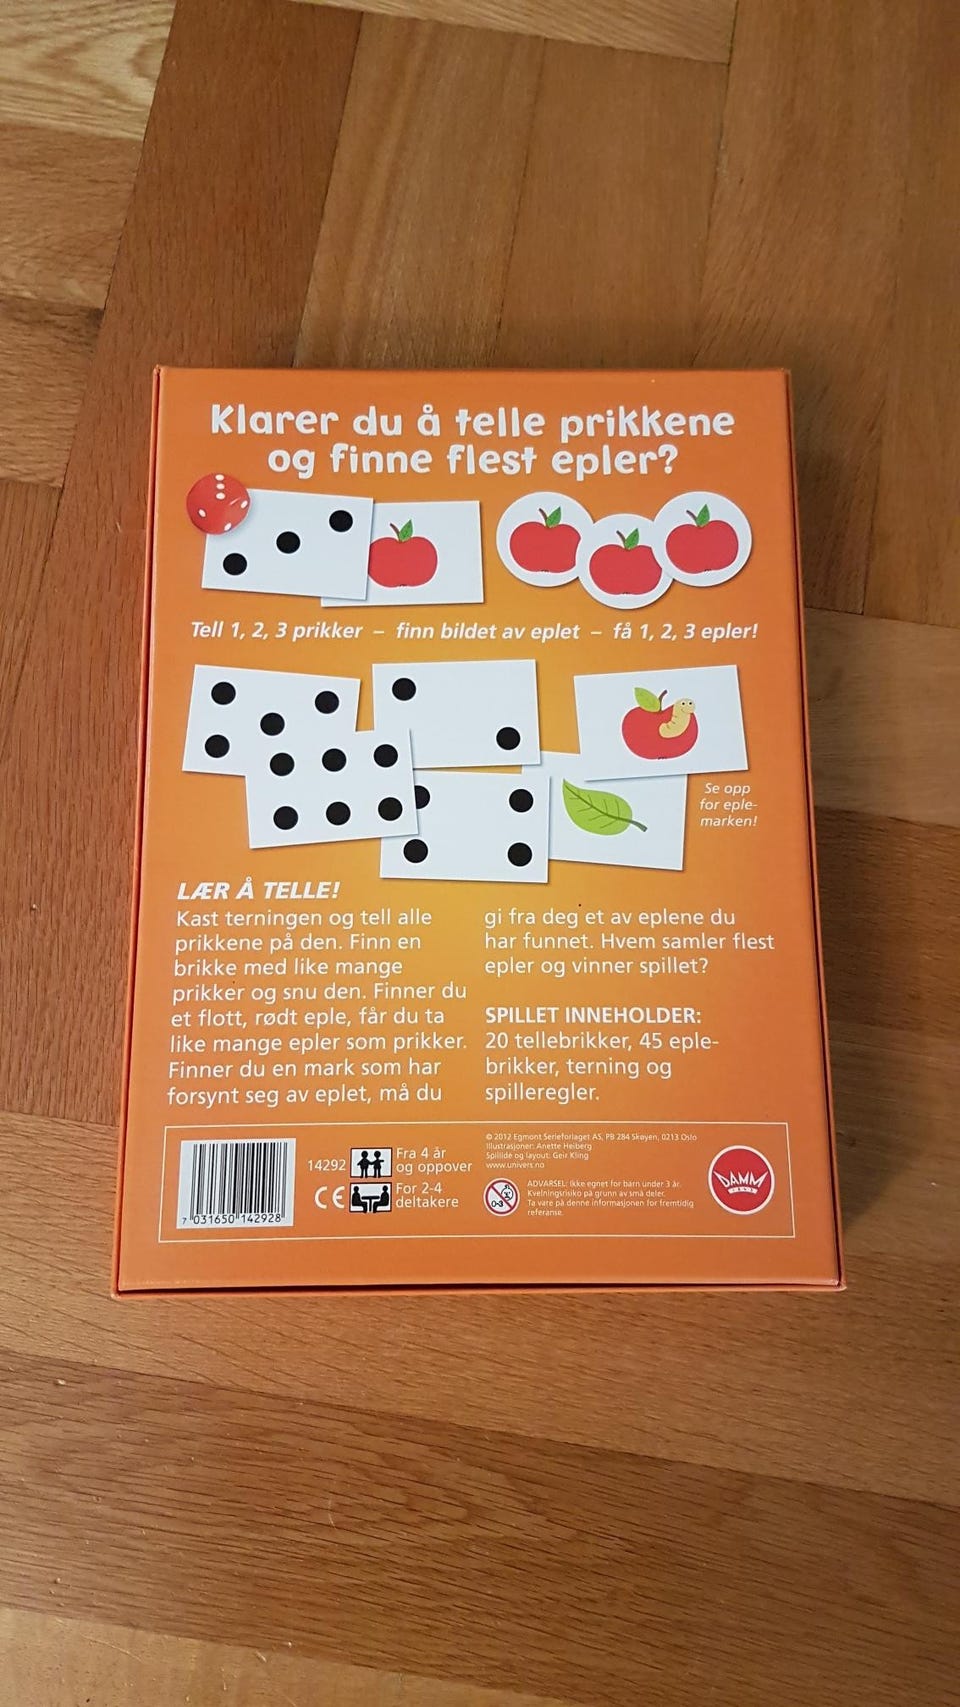 Klarer du å telle prikkene
og finne flest epler?
Tell 1, 2, 3 prikker – finn bildet av eplet – få 1, 2, 3 epler!
Se opp
for eple-
marken!
LÆR Å TELLE!
Kast terningen og tell alle
prikkene på den. Finn en
brikke med like mange
prikker og snu den. Finner du
et flott, rødt eple, får du ta
like mange epler som prikker.
Finner du en mark som har
forsynt seg av eplet, må du
gi fra deg et av eplene du
har funnet. Hvem samler flest
epler og vinner spillet?
SPILLET INNEHOLDER:
20 tellebrikker, 45 eple-
brikker, terning og
spilleregler.
7 031650 142928
14292
Fra 4 år
og oppover
CE
For 2-4
deltakere
© 2012 Egmont Serieforlaget AS, PB 284 Skøyen, 0213 Oslo
Illustrasjoner: Anette Heiberg
Spillidé og layout: Geir Kling
www.univers.no
0-3
ADVARSEL: Ikke egnet for barn under 3 år.
Kvelningsrisiko på grunn av små deler.
Ta vare på denne informasjonen for fremtidig
referanse.
DAMM